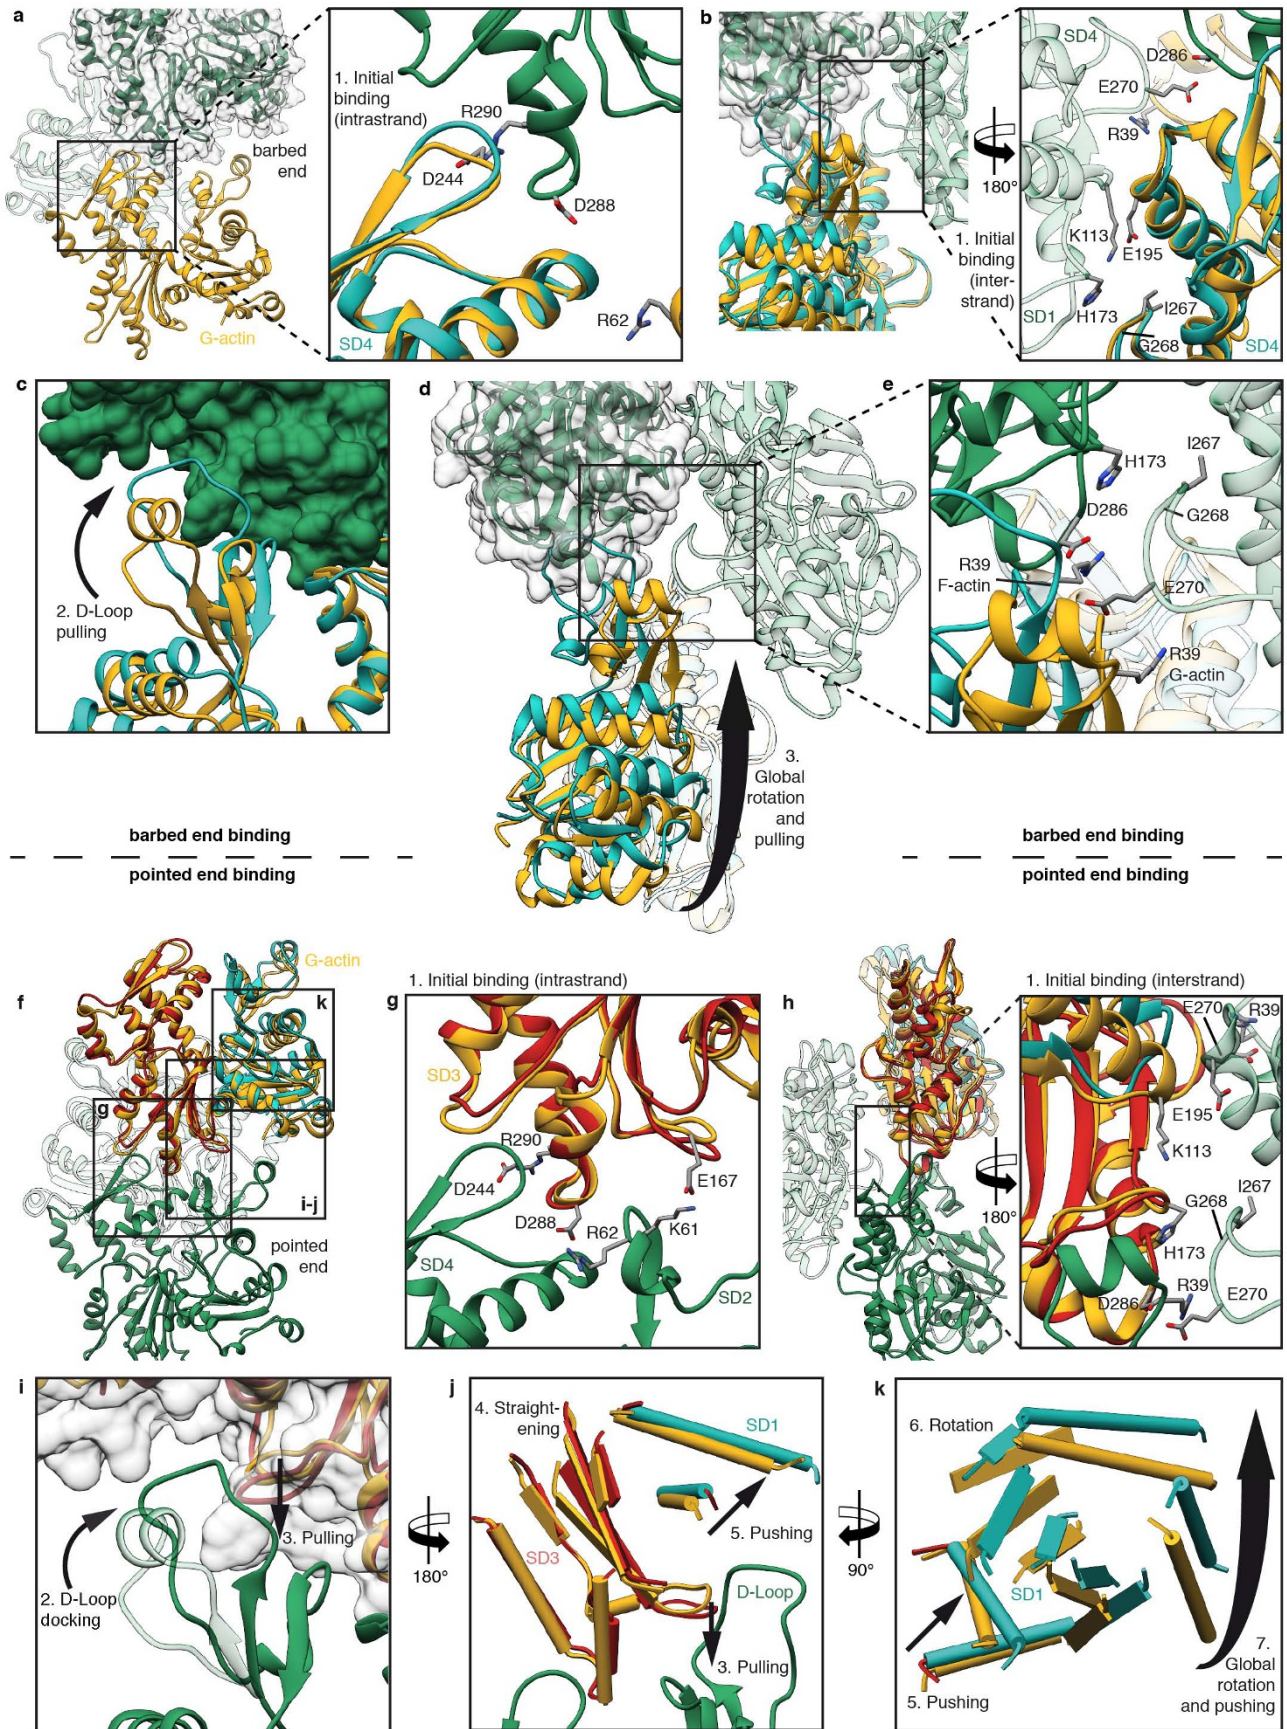 a
barbed
end
G-actin
1. Initial
binding
(intrastrand)
R290
D244
D288
R62
SD4
b
180°
1. Initial
binding
(inter-
strand)
SD4
D286
E270
R39
K113
E195
SD1
H173
I267
G268
SD4
c
2. D-Loop
pulling
d
3.
Global
rotation
and
pulling
e
I267
H173
G268
D286
R39
F-actin
E270
R39
G-actin
barbed end binding
pointed end binding
barbed end binding
pointed end binding
f
G-actin
k
g
i-j
pointed
end
g
1. Initial binding (intrastrand)
SD3
R290
D244
E167
D288
R62
K61
SD4
SD2
h
180°
1. Initial binding (interstrand)
E270
R39
E195
K113
G268
I267
H173
R39
D286
E270
i
3. Pulling
2. D-Loop
docking
180°
j
4. Straight-
ening
SD1
5. Pushing
SD3
D-Loop
3. Pulling
90°
k
6. Rotation
SD1
5. Pushing
7.
Global
rotation
and pushing